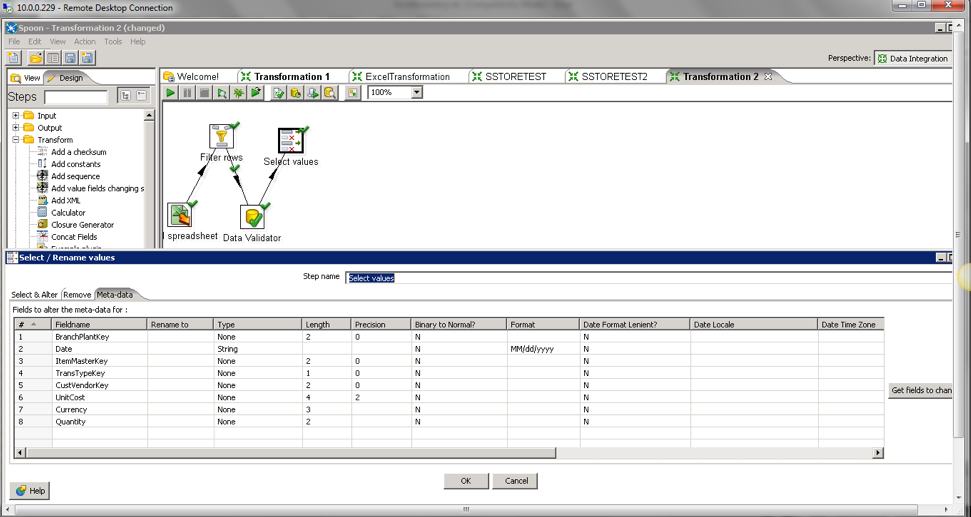 10.0.0.229 - Remote Desktop Connection
Spoon - Transformation 2 (changed)
File Edit View Action Tools Help
Perspective: Data Integration
View Design Welcome! Transformation 1 ExcelTransformation SSTORETEST SSTORETEST2 Transformation 2
Steps 100%
Input
Output
Transform
Add a checksum
Add constants
Add sequence
Add value fields changing s
Add XML
Calculator
Closure Generator
Concat Fields
Filter rows
Select values
l spreadsheet
Data Validator
Select / Rename values
Step name Select values
Select & Alter Remove Meta-data
Fields to alter the meta-data for :
# Fieldname Rename to Type Length Precision Binary to Normal? Format Date Format Lenient? Date Locale Date Time Zone
1 BranchPlantKey None 2 0 N N
2 Date String N MM/dd/yyyy N
3 ItemMasterKey None 2 0 N N
4 TransTypeKey None 1 0 N N
5 CustVendorKey None 2 0 N N
6 UnitCost None 4 2 N N
7 Currency None 3 N N
8 Quantity None 2 N N
Get fields to chan
OK Cancel
Help